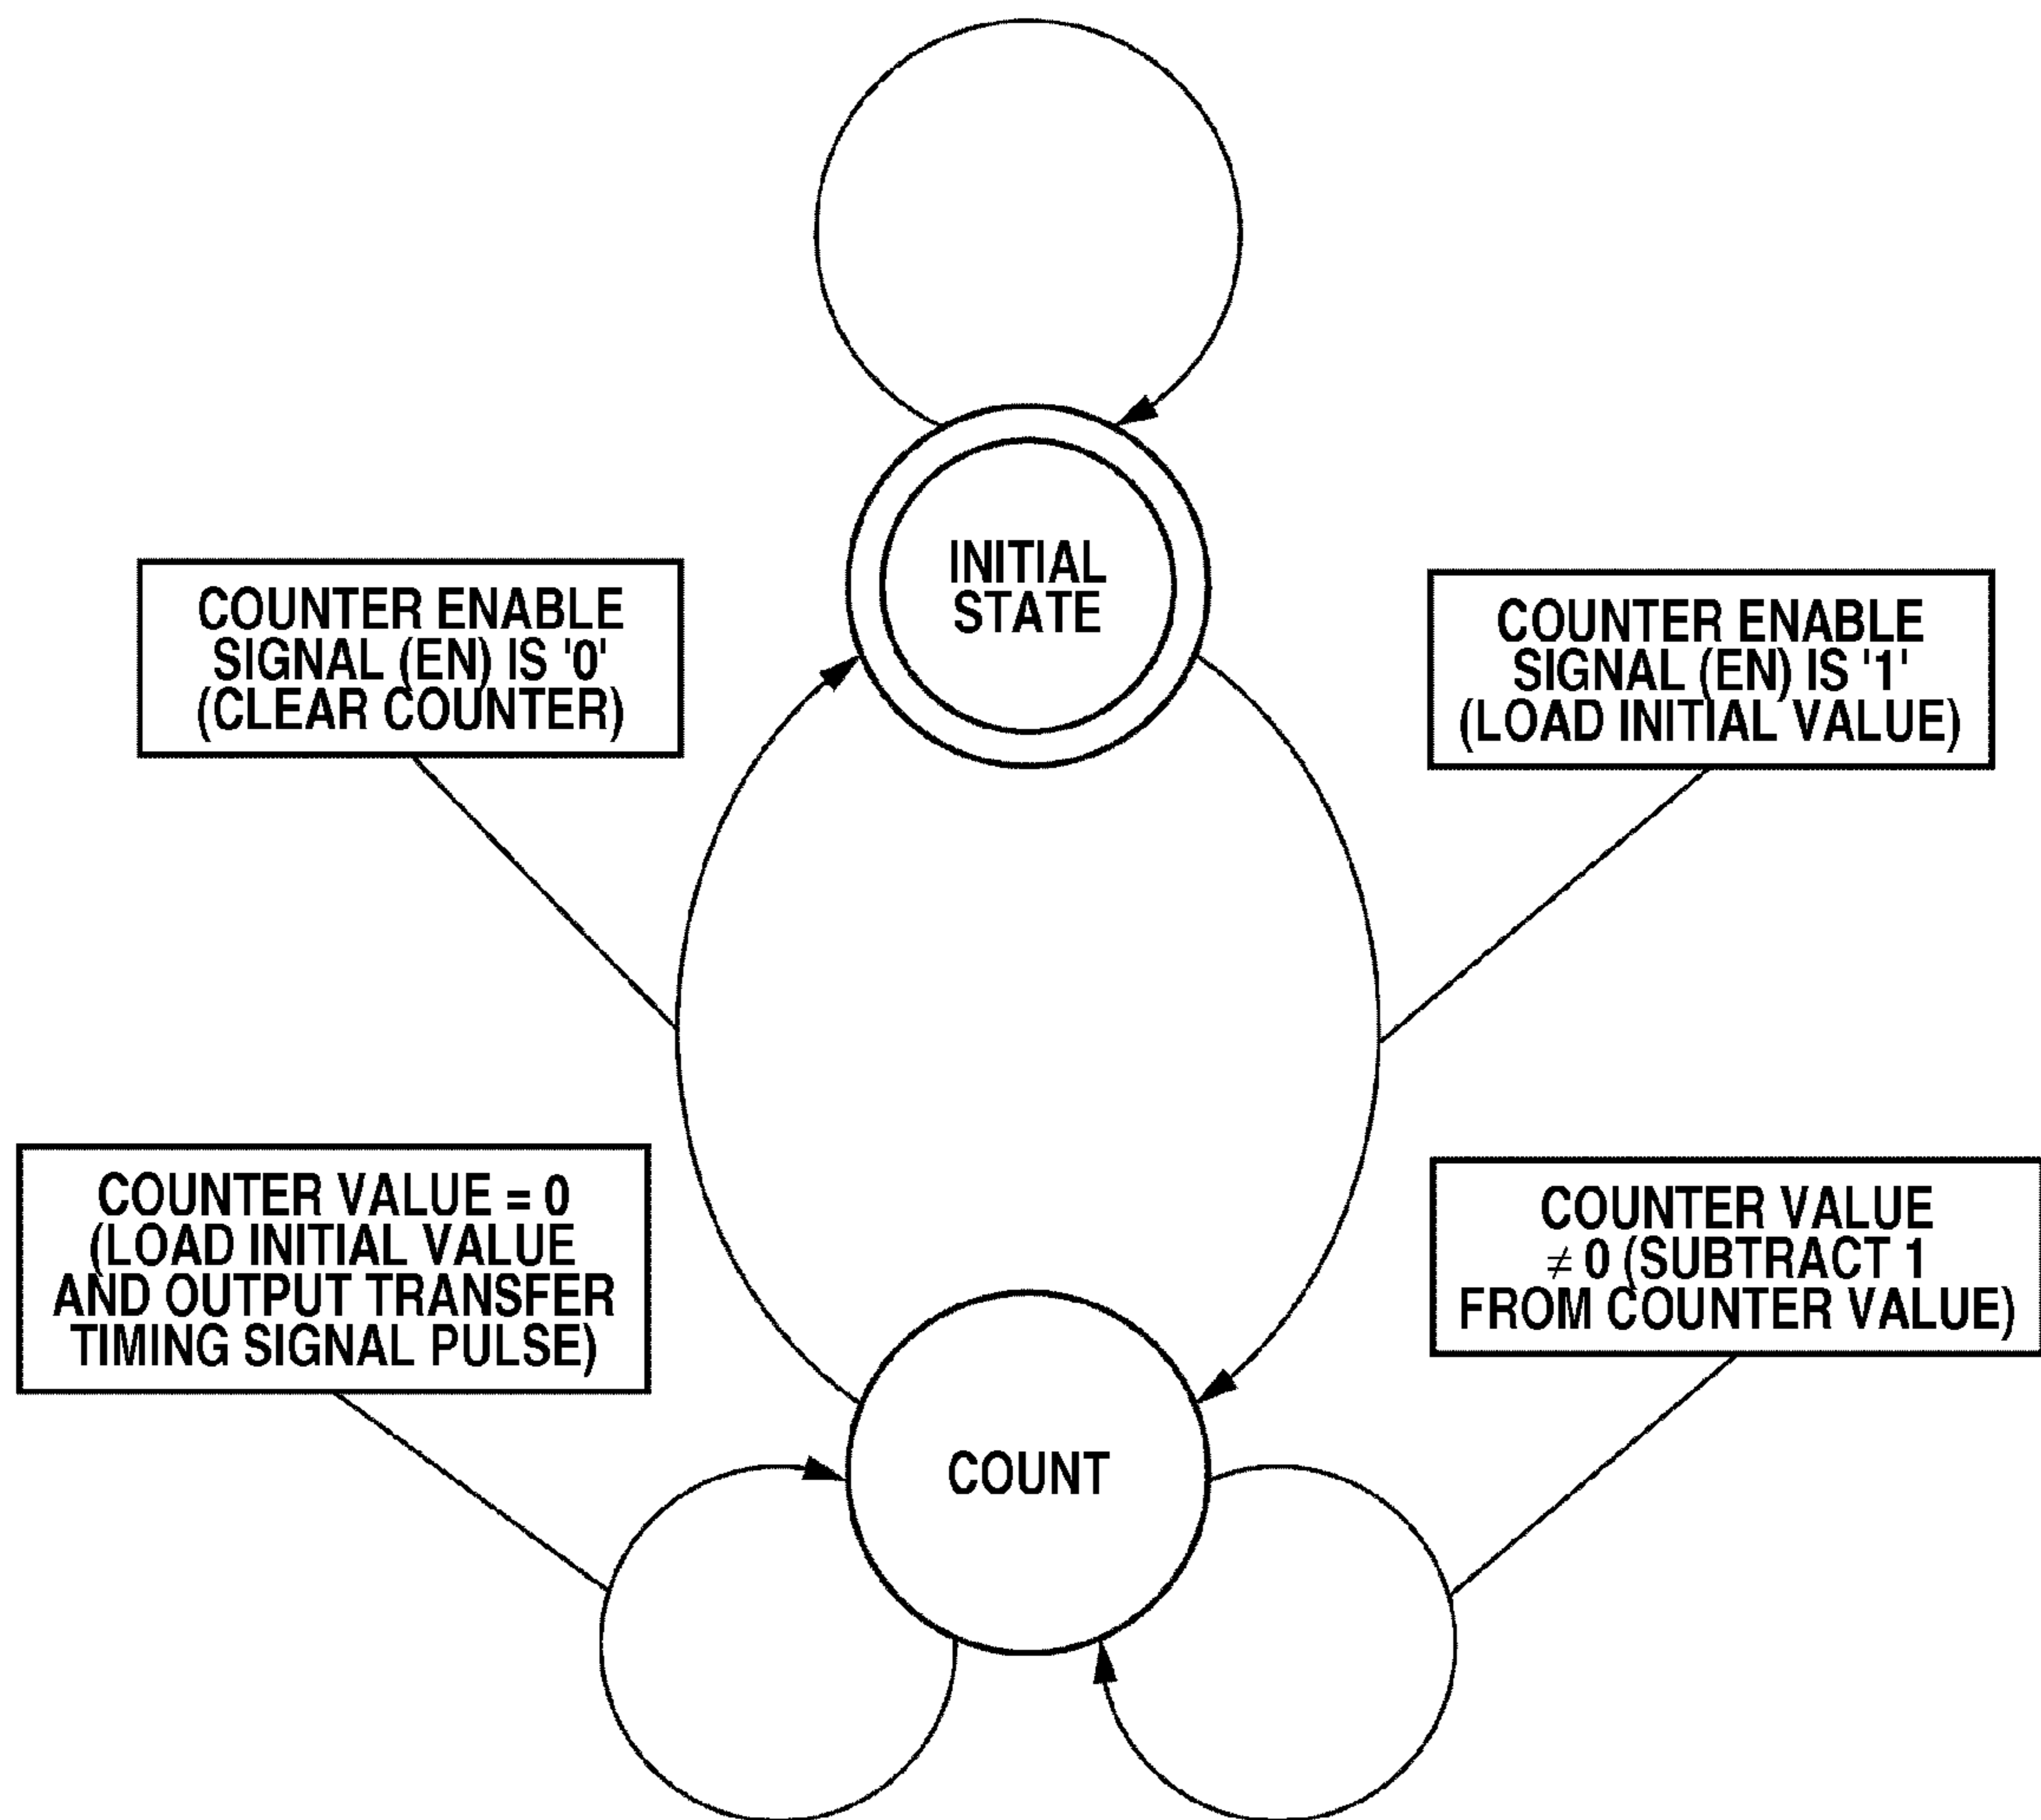 INITIAL
STATE
COUNTER ENABLE
SIGNAL (EN) IS '0'
(CLEAR COUNTER)
COUNTER ENABLE
SIGNAL (EN) IS '1'
(LOAD INITIAL VALUE)
COUNTER VALUE = 0
(LOAD INITIAL VALUE
AND OUTPUT TRANSFER
TIMING SIGNAL PULSE)
COUNTER VALUE
≠ 0 (SUBTRACT 1
FROM COUNTER VALUE)
COUNT